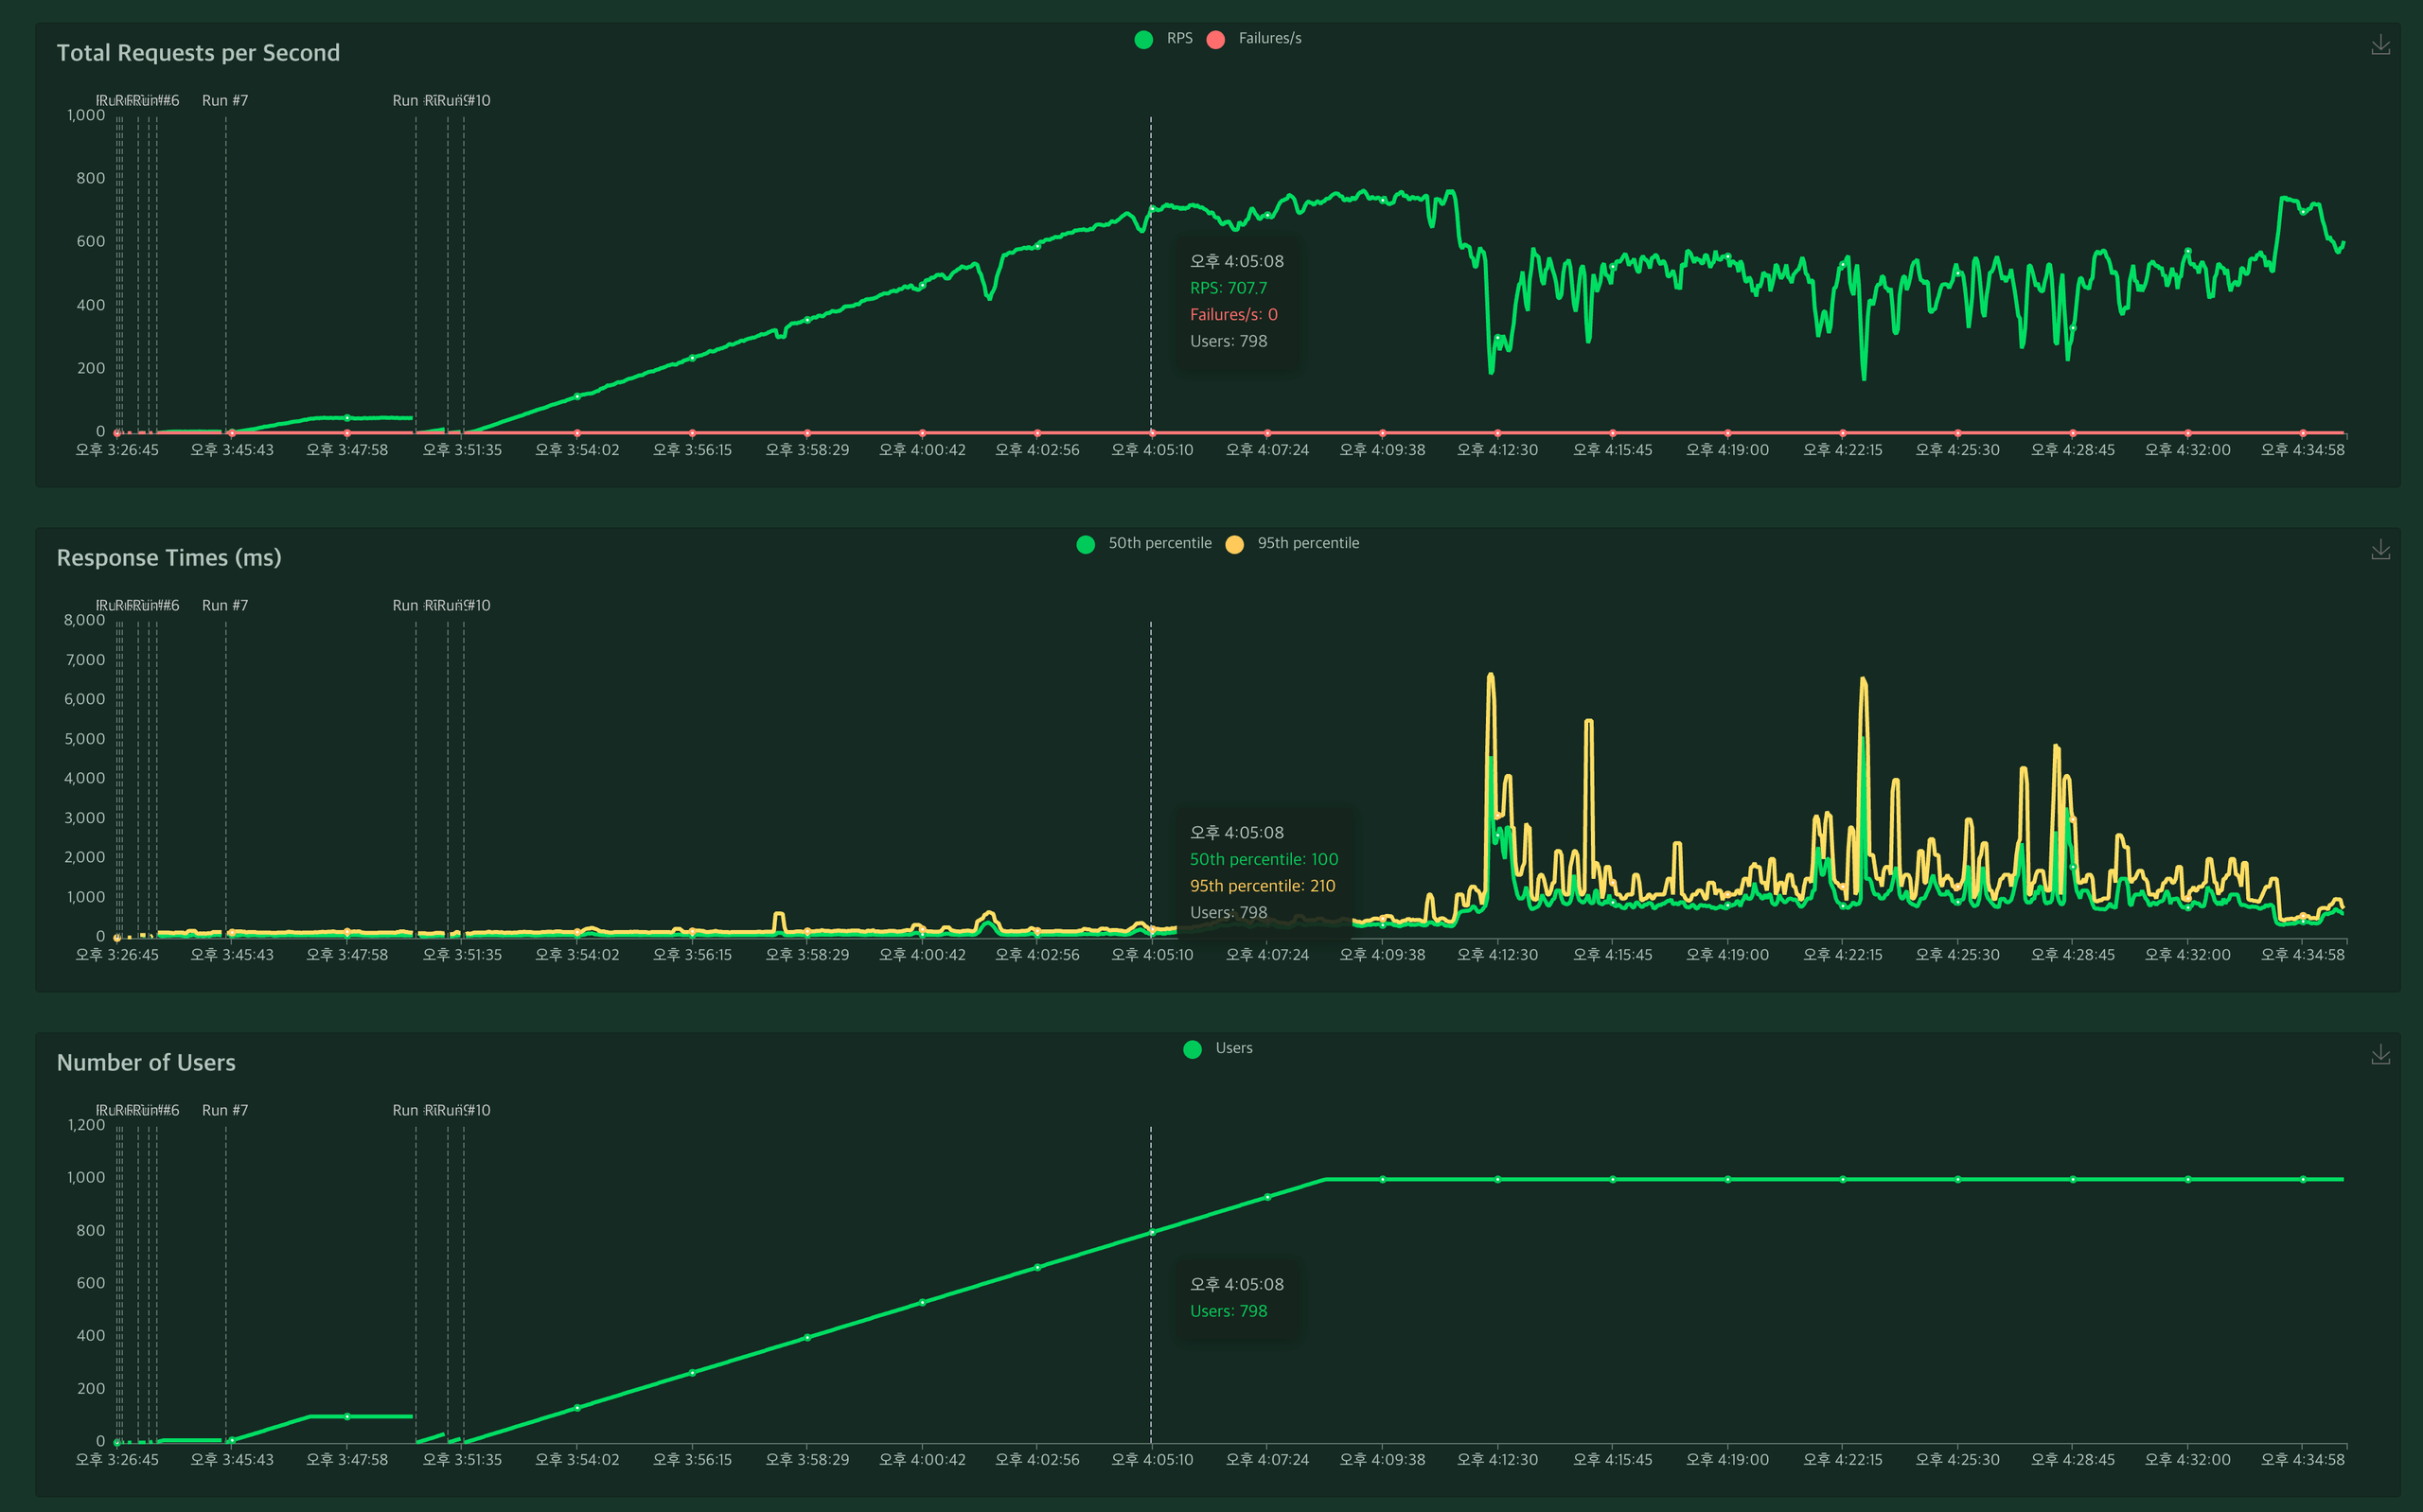 Total Requests per Second
RPS
Failures/s
Run #7
#10
1,000
800
600
400
200
0
오후 4:05:08
RPS: 707.7
Failures/s: 0
Users: 798
오후 3:26:45 오후 3:45:43 오후 3:47:58 오후 3:51:35 오후 3:54:02 오후 3:56:15 오후 3:58:29 오후 4:00:42 오후 4:02:56 오후 4:05:10 오후 4:07:24 오후 4:09:38 오후 4:12:30 오후 4:15:45 오후 4:19:00 오후 4:22:15 오후 4:25:30 오후 4:28:45 오후 4:32:00 오후 4:34:58
Response Times (ms)
50th percentile
95th percentile
Run #7
#10
8,000
7,000
6,000
5,000
4,000
3,000
2,000
1,000
0
오후 4:05:08
50th percentile: 100
95th percentile: 210
Users: 798
오후 3:26:45 오후 3:45:43 오후 3:47:58 오후 3:51:35 오후 3:54:02 오후 3:56:15 오후 3:58:29 오후 4:00:42 오후 4:02:56 오후 4:05:10 오후 4:07:24 오후 4:09:38 오후 4:12:30 오후 4:15:45 오후 4:19:00 오후 4:22:15 오후 4:25:30 오후 4:28:45 오후 4:32:00 오후 4:34:58
Number of Users
Users
Run #7
#10
1,200
1,000
800
600
400
200
0
오후 4:05:08
Users: 798
오후 3:26:45 오후 3:45:43 오후 3:47:58 오후 3:51:35 오후 3:54:02 오후 3:56:15 오후 3:58:29 오후 4:00:42 오후 4:02:56 오후 4:05:10 오후 4:07:24 오후 4:09:38 오후 4:12:30 오후 4:15:45 오후 4:19:00 오후 4:22:15 오후 4:25:30 오후 4:28:45 오후 4:32:00 오후 4:34:58